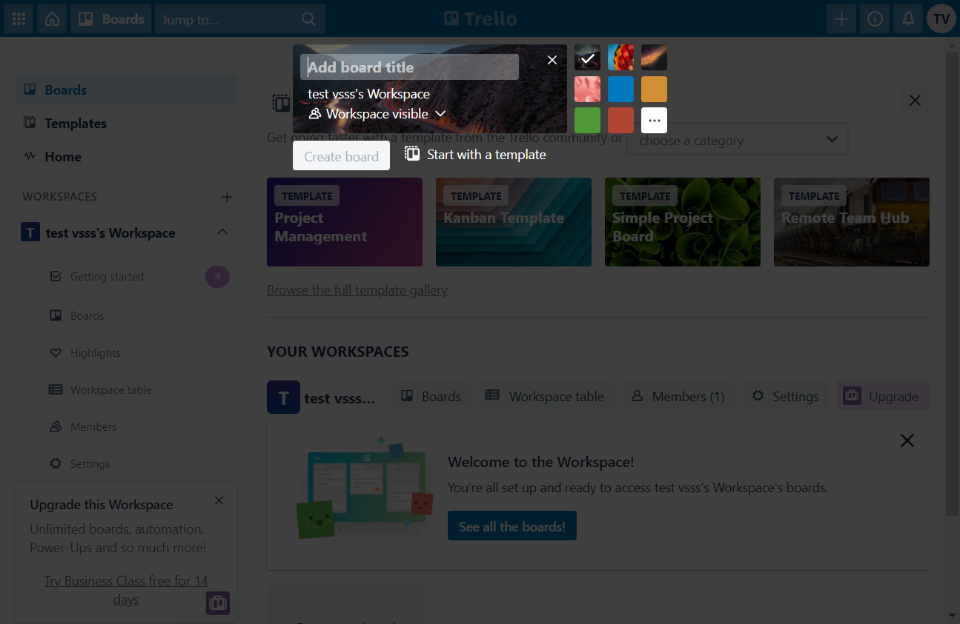 Boards
Jump to...
Trello
TV
Add board title
test vsss's Workspace
Workspace visible
Create board
Start with a template
Boards
Templates
Home
WORKSPACES
test vsss's Workspace
T
Getting started
4
Boards
Highlights
Workspace table
Members
Settings
Upgrade this Workspace
Unlimited boards, automation,
Power-Ups and so much more!
Try Business Class free for 14
days
Get going faster with a template from the Trello community or
choose a category
TEMPLATE
Project
Management
TEMPLATE
Kanban Template
TEMPLATE
Simple Project
Board
TEMPLATE
Remote Team Hub
Browse the full template gallery
YOUR WORKSPACES
T
test vsss...
Boards
Workspace table
Members (1)
Settings
Upgrade
Welcome to the Workspace!
You're all set up and ready to access test vsss's Workspace's boards.
See all the boards!